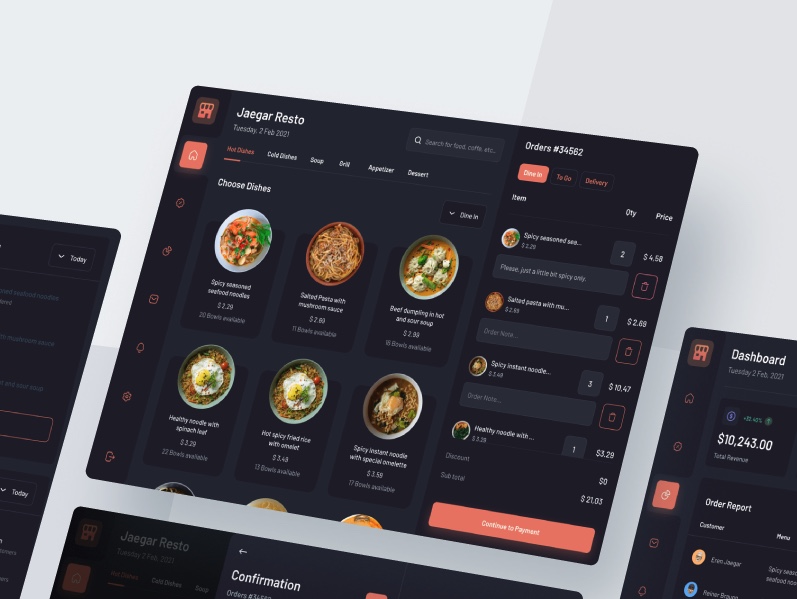 Jaegar Resto
Tuesday, 2 Feb 2021
Search for food, coffe, etc..
Hot Dishes
Cold Dishes
Soup
Grill
Appetizer
Dessert
Choose Dishes
Dine In
Spicy seasoned
seafood noodles
$ 2.29
20 Bowls available
Salted Pasta with
mushroom sauce
$ 2.69
11 Bowls available
Beef dumpling in hot
and sour soup
$ 2.99
16 Bowls available
Healthy noodle with
spinach leaf
$ 3.29
22 Bowls available
Hot spicy fried rice
with omelet
$ 3.49
13 Bowls available
Spicy instant noodle
with special omelette
$ 3.59
17 Bowls available
Orders #34562
Dine In
To Go
Delivery
Item
Qty
Price
Spicy seasoned sea...
$ 2.29
2
$ 4.58
Please, just a little bit spicy only.
Salted pasta with mu...
$ 2.69
1
$ 2.69
Order Note...
Spicy instant noodle...
$ 3.49
3
$ 10.47
Order Note...
Healthy noodle with ...
$ 3.29
1
$3.29
Discount
$0
Sub total
$ 21,03
Continue to Payment
Today
Today
Dashboard
Tuesday 2 Feb, 2021
+32.40%
$10,243.00
Total Revenue
Order Report
Customer
Menu
Eren Jaegar
Spicy seas
seafood noo
Reiner Braunn
Jaegar Resto
Tuesday 2 Feb, 2021
Hot Dishes
Cold Dishes
Soup
Confirmation